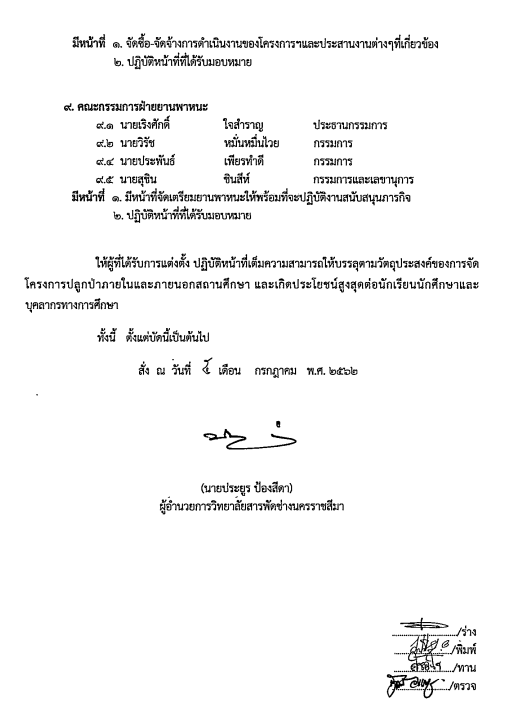 มีหน้าที่ ๑. จัดซื้อ-จัดจ้างการดำเนินงานของโครงการฯและประสานงานต่างๆที่เกี่ยวข้อง
๒. ปฏิบัติหน้าที่ที่ได้รับมอบหมาย
๙. คณะกรรมการฝ่ายยานพาหนะ
๙.๑ นายเริงศักดิ์ ใจสำราญ ประธานกรรมการ
๙.๒ นายวิรัช หมั่นหมื่นไวย กรรมการ
๙.๔ นายประพันธ์ เพียรทำดี กรรมการ
๙.๕ นายสุชิน ชินสีห์ กรรมการและเลขานุการ
มีหน้าที่ ๑. มีหน้าที่จัดเตรียมยานพาหนะให้พร้อมที่จะปฏิบัติงานสนับสนุนภารกิจ
๒. ปฏิบัติหน้าที่ที่ได้รับมอบหมาย
ให้ผู้ที่ได้รับการแต่งตั้ง ปฏิบัติหน้าที่เต็มความสามารถให้บรรลุตามวัตถุประสงค์ของการจัด
โครงการปลูกป่าภายในและภายนอกสถานศึกษา และเกิดประโยชน์สูงสุดต่อนักเรียนนักศึกษาและ
บุคลากรทางการศึกษา
ทั้งนี้ ตั้งแต่บัดนี้เป็นต้นไป
สั่ง ณ วันที่ เดือน กรกฎาคม พ.ศ. ๒๕๖๒
(นายประยูร ป้องสีดา)
ผู้อำนวยการวิทยาลัยสารพัดช่างนครราชสีมา
/ร่าง
/พิมพ์
/ทาน
/ตรวจ